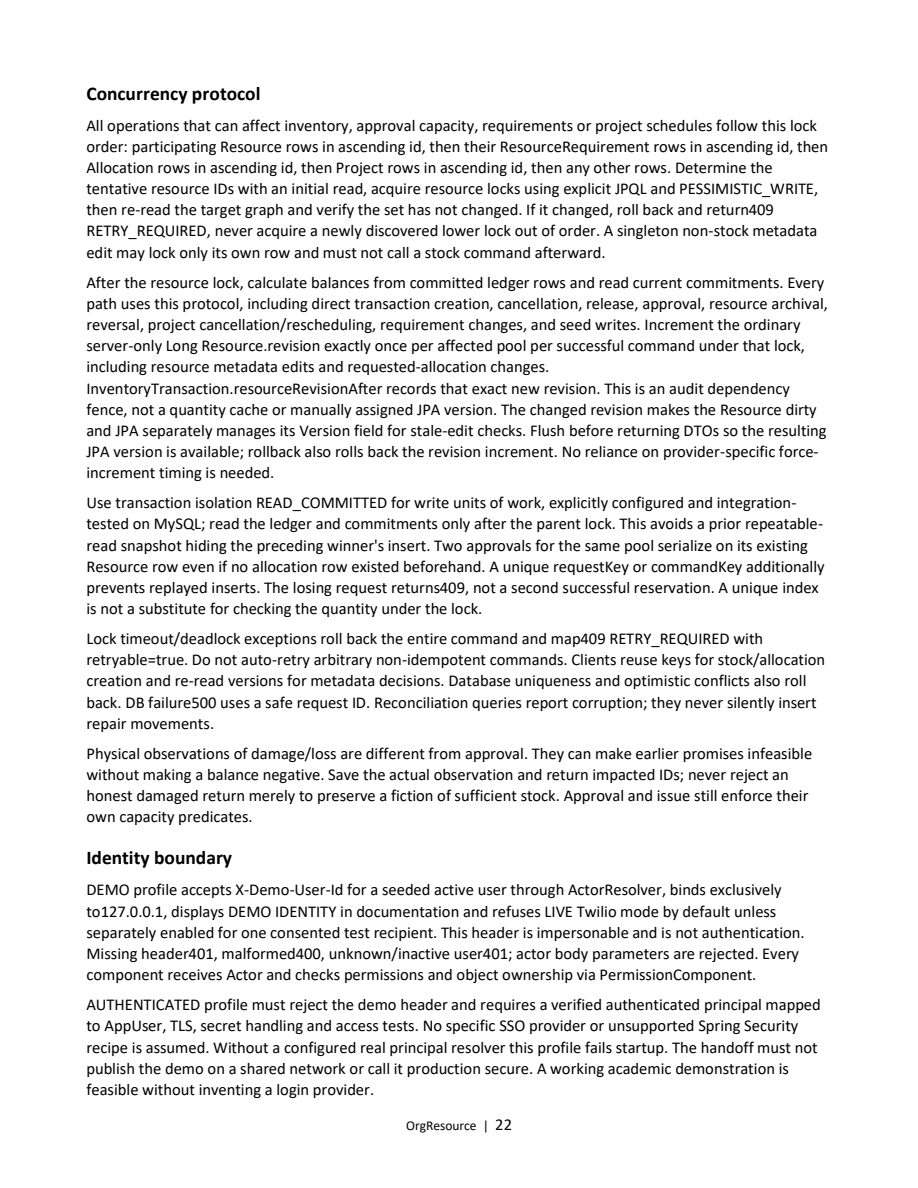 Concurrency protocol
All operations that can affect inventory, approval capacity, requirements or project schedules follow this lock
order: participating Resource rows in ascending id, then their ResourceRequirement rows in ascending id, then
Allocation rows in ascending id, then Project rows in ascending id, then any other rows. Determine the
tentative resource IDs with an initial read, acquire resource locks using explicit JPQL and PESSIMISTIC_WRITE,
then re-read the target graph and verify the set has not changed. If it changed, roll back and return409
RETRY_REQUIRED, never acquire a newly discovered lower lock out of order. A singleton non-stock metadata
edit may lock only its own row and must not call a stock command afterward.
After the resource lock, calculate balances from committed ledger rows and read current commitments. Every
path uses this protocol, including direct transaction creation, cancellation, release, approval, resource archival,
reversal, project cancellation/rescheduling, requirement changes, and seed writes. Increment the ordinary
server-only Long Resource.revision exactly once per affected pool per successful command under that lock,
including resource metadata edits and requested-allocation changes.
InventoryTransaction.resourceRevisionAfter records that exact new revision. This is an audit dependency
fence, not a quantity cache or manually assigned JPA version. The changed revision makes the Resource dirty
and JPA separately manages its Version field for stale-edit checks. Flush before returning DTOs so the resulting
JPA version is available; rollback also rolls back the revision increment. No reliance on provider-specific force-
increment timing is needed.
Use transaction isolation READ_COMMITTED for write units of work, explicitly configured and integration-
tested on MySQL; read the ledger and commitments only after the parent lock. This avoids a prior repeatable-
read snapshot hiding the preceding winner's insert. Two approvals for the same pool serialize on its existing
Resource row even if no allocation row existed beforehand. A unique requestKey or commandKey additionally
prevents replayed inserts. The losing request returns409, not a second successful reservation. A unique index
is not a substitute for checking the quantity under the lock.
Lock timeout/deadlock exceptions roll back the entire command and map409 RETRY_REQUIRED with
retryable=true. Do not auto-retry arbitrary non-idempotent commands. Clients reuse keys for stock/allocation
creation and re-read versions for metadata decisions. Database uniqueness and optimistic conflicts also roll
back. DB failure500 uses a safe request ID. Reconciliation queries report corruption; they never silently insert
repair movements.
Physical observations of damage/loss are different from approval. They can make earlier promises infeasible
without making a balance negative. Save the actual observation and return impacted IDs; never reject an
honest damaged return merely to preserve a fiction of sufficient stock. Approval and issue still enforce their
own capacity predicates.
Identity boundary
DEMO profile accepts X-Demo-User-Id for a seeded active user through ActorResolver, binds exclusively
to127.0.0.1, displays DEMO IDENTITY in documentation and refuses LIVE Twilio mode by default unless
separately enabled for one consented test recipient. This header is impersonable and is not authentication.
Missing header401, malformed400, unknown/inactive user401; actor body parameters are rejected. Every
component receives Actor and checks permissions and object ownership via PermissionComponent.
AUTHENTICATED profile must reject the demo header and requires a verified authenticated principal mapped
to AppUser, TLS, secret handling and access tests. No specific SSO provider or unsupported Spring Security
recipe is assumed. Without a configured real principal resolver this profile fails startup. The handoff must not
publish the demo on a shared network or call it production secure. A working academic demonstration is
feasible without inventing a login provider.
OrgResource | 22